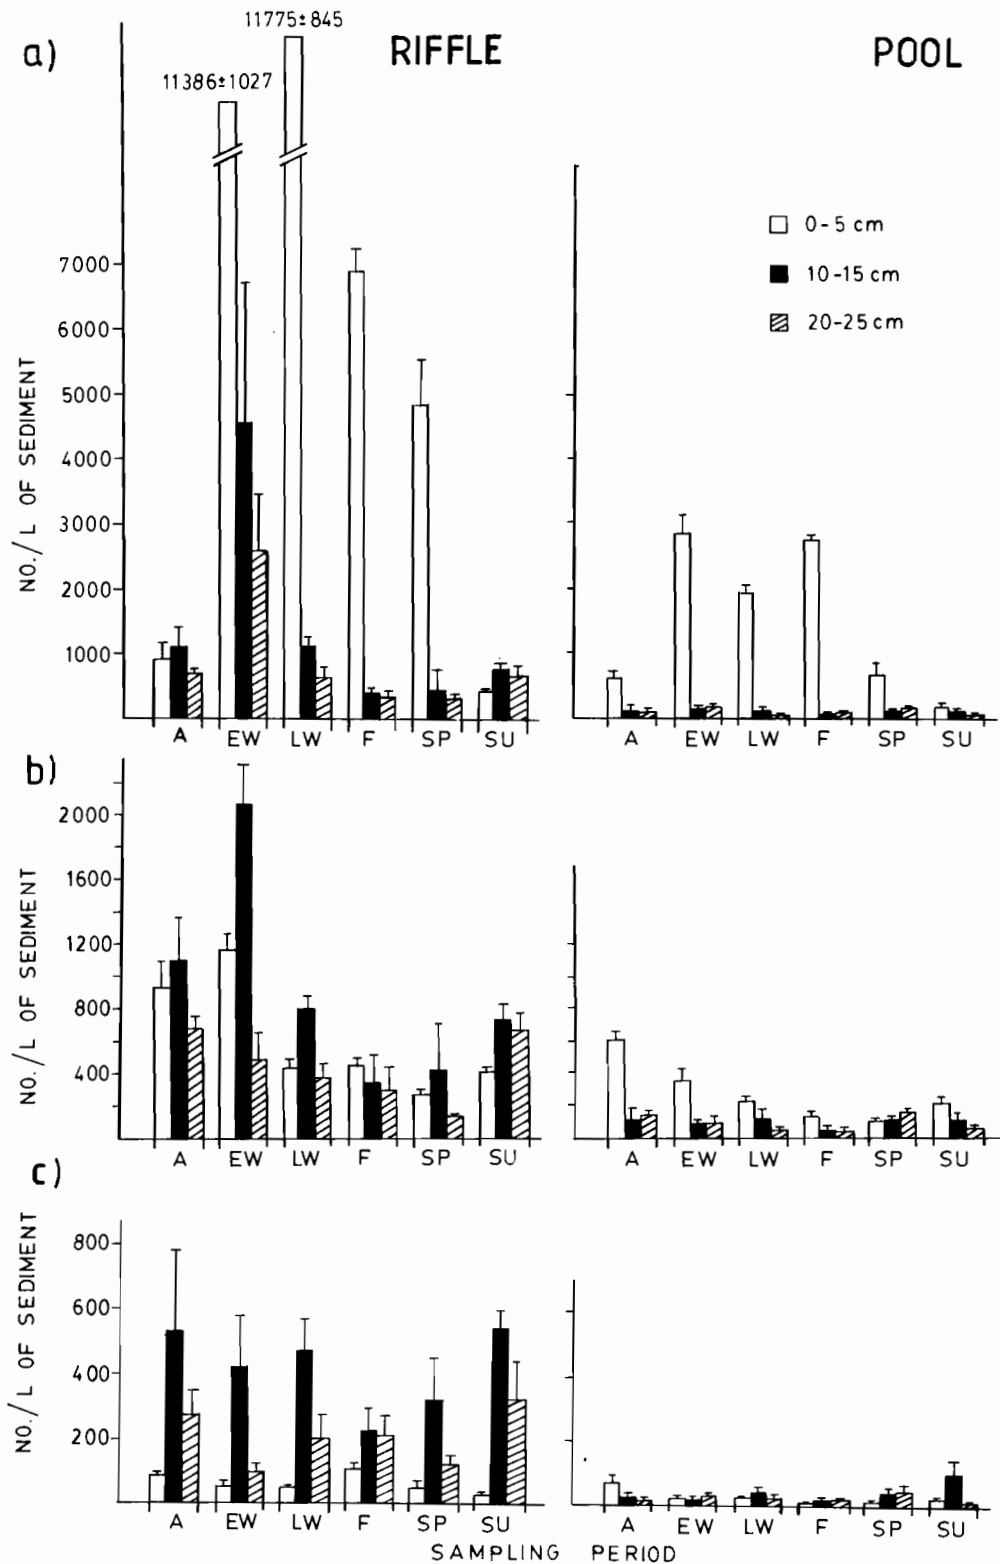 a)
11775±845
RIFFLE
POOL
11386±1027
0-5 cm
10-15 cm
20-25 cm
7000
6000
5000
4000
3000
2000
1000
NO./L OF SEDIMENT
A EW LW F SP SU
A EW LW F SP SU
b)
2000
1600
1200
800
400
NO./L OF SEDIMENT
A EW LW F SP SU
A EW LW F SP SU
c)
800
600
400
200
NO./L OF SEDIMENT
A EW LW F SP SU
A EW LW F SP SU
SAMPLING PERIOD